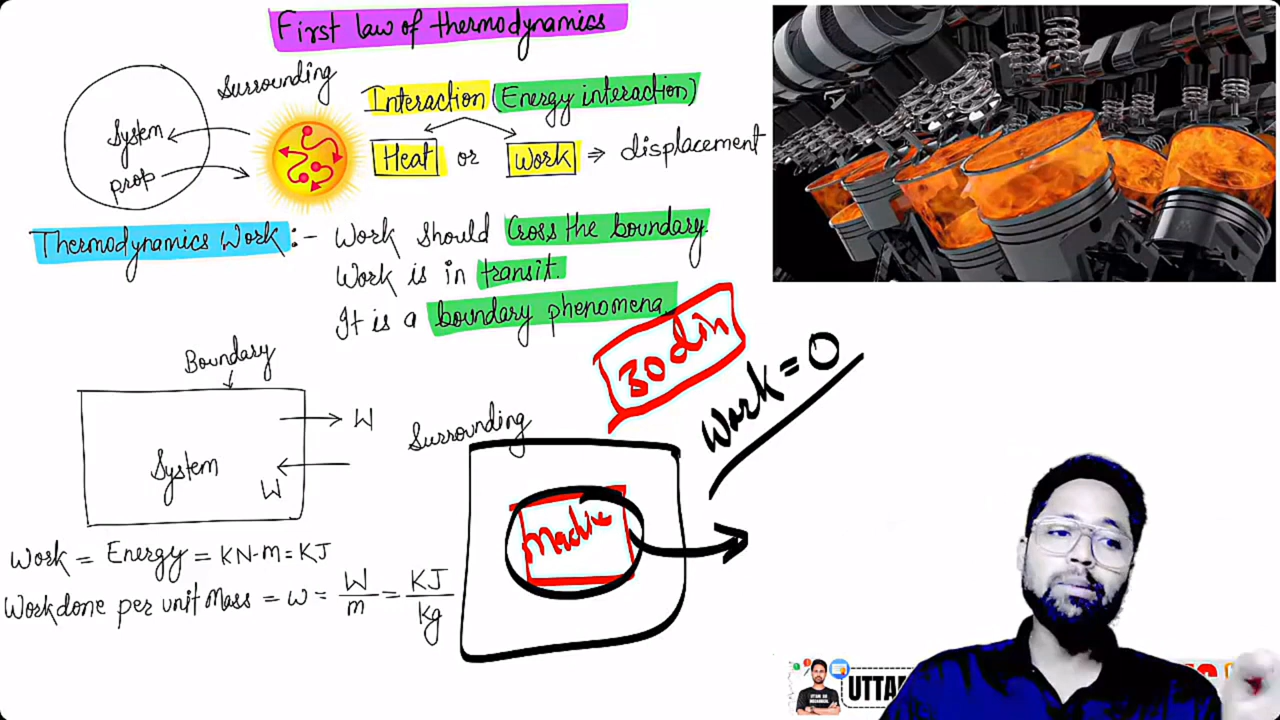 First law of thermodynamics
Surrounding
System
prop
Interaction (Energy interaction)
Heat or Work ⇒ displacement
Thermodynamics Work :- Work should Cross the boundary.
Work is in transit.
It is a boundary phenomena.
30 din
Work = 0
Boundary
W
System
W
Surrounding
Machine
Work = Energy = KN-m = KJ
Workdone per unit Mass = w = W/m = KJ/Kg
UTTAM